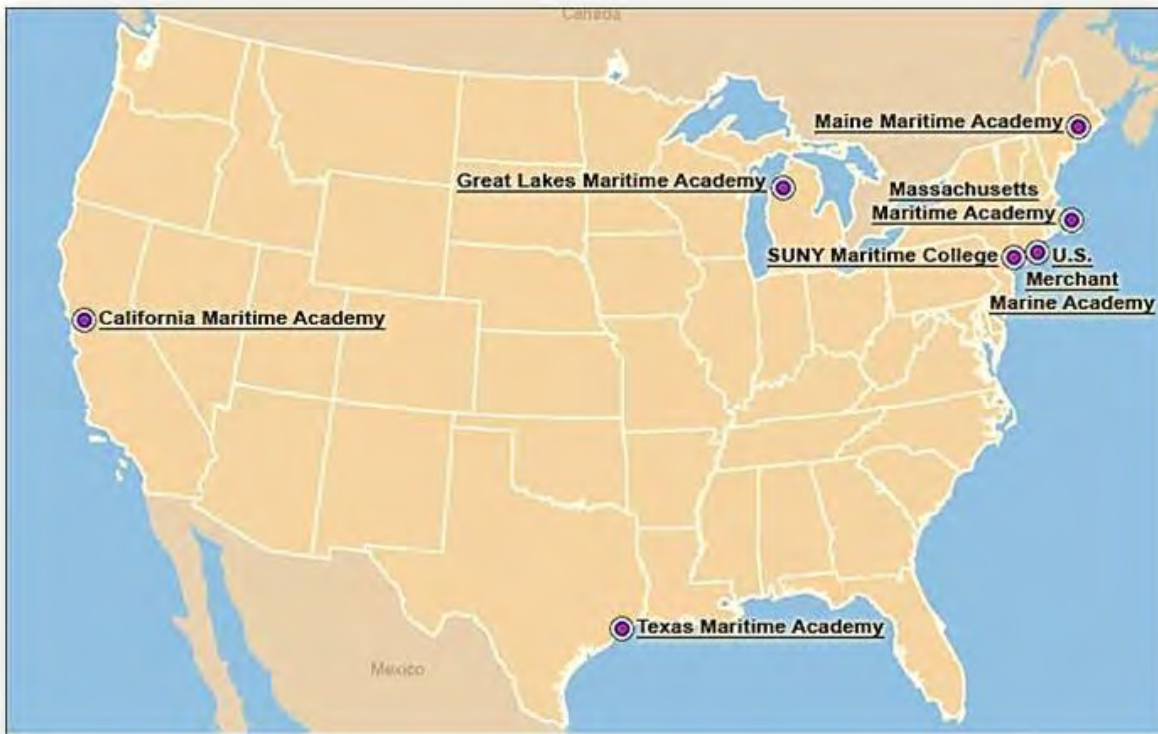 Canada
Maine Maritime Academy
Great Lakes Maritime Academy
Massachusetts
Maritime Academy
SUNY Maritime College
U.S.
Merchant
Marine Academy
California Maritime Academy
Texas Maritime Academy
Mexico